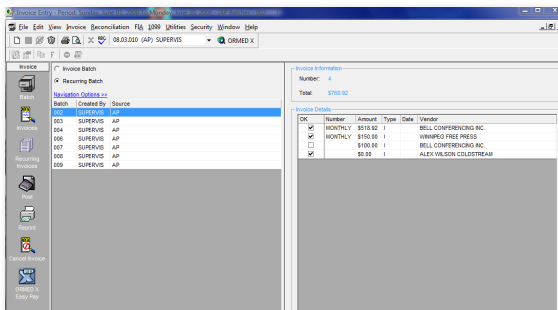 Invoice Entry
File Edit View Invoice Reconciliation FIA 1099 Utilities Security Window Help
08.03.010 (AP) SUPERVIS
ORMED X
Invoice
Batch
Invoices
Recurring Invoices
Post
Reprint
Cancel Invoice
ORMED X Easy Pay
Invoice Batch
Recurring Batch
Navigation Options >>
Batch Created By Source
002 SUPERVIS AP
003 SUPERVIS AP
004 SUPERVIS AP
006 SUPERVIS AP
007 SUPERVIS AP
008 SUPERVIS AP
009 SUPERVIS AP
Invoice Information
Number: 4
Total: $768.92
Invoice Details
OK Number Amount Type Date Vendor
MONTHLY $518.92 I BELL CONFERENCING INC.
MONTHLY $150.00 I WINNIPEG FREE PRESS
$100.00 I BELL CONFERENCING INC.
$0.00 I ALEX WILSON COLDSTREAM